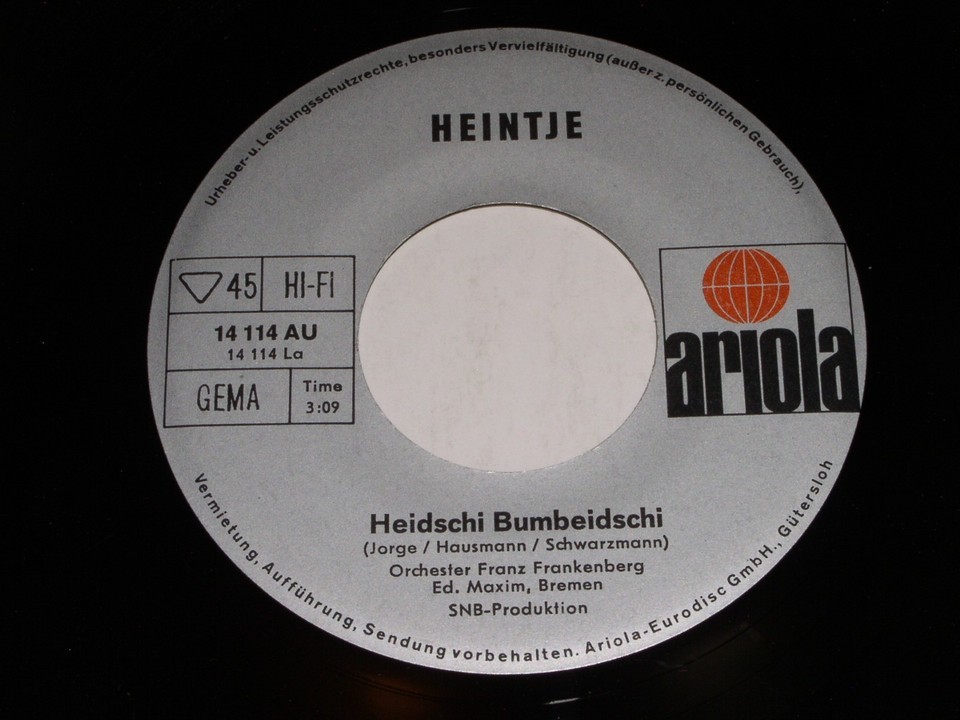 Urheber- u. Leistungsschutzrechte, besonders Vervielfältigung (außer z. persönlichen Gebrauch),
HEINTJE
45 HI-FI
14 114 AU
14 114 La
GEMA
Time
3:09
ariola
Heidschi Bumbeidschi
(Jorge / Hausmann / Schwarzmann)
Orchester Franz Frankenberg
Ed. Maxim, Bremen
SNB-Produktion
Vermietung, Aufführung, Sendung vorbehalten. Ariola-Eurodisc GmbH., Gütersloh